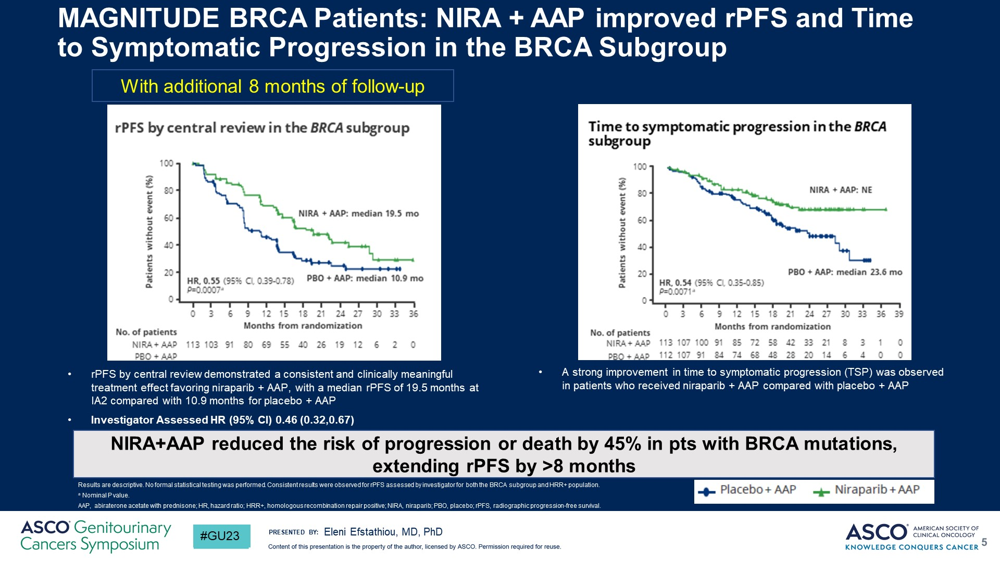 MAGNITUDE BRCA Patients: NIRA + AAP improved rPFS and Time
to Symptomatic Progression in the BRCA Subgroup
With additional 8 months of follow-up
rPFS by central review in the BRCA subgroup
Patients without event (%)
100
80
60
40
20
0
NIRA + AAP: median 19.5 mo
PBO + AAP: median 10.9 mo
HR, 0.55 (95% CI, 0.39-0.78)
P=0.0007ᵃ
0 3 6 9 12 15 18 21 24 27 30 33 36
Months from randomization
No. of patients
NIRA + AAP 113 103 91 80 69 55 40 26 19 12 6 2 0
PBO + AAP
Time to symptomatic progression in the BRCA
subgroup
Patients without event (%)
100
80
60
40
20
0
NIRA + AAP: NE
PBO + AAP: median 23.6 mo
HR, 0.54 (95% CI, 0.35-0.85)
P=0.0071ᵃ
0 3 6 9 12 15 18 21 24 27 30 33 36 39
Months from randomization
No. of patients
NIRA + AAP 113 107 100 91 85 72 58 42 33 21 8 3 1 0
PBO + AAP 112 107 91 84 74 68 48 28 20 14 6 4 0 0
• rPFS by central review demonstrated a consistent and clinically meaningful
treatment effect favoring niraparib + AAP, with a median rPFS of 19.5 months at
IA2 compared with 10.9 months for placebo + AAP
• Investigator Assessed HR (95% CI) 0.46 (0.32,0.67)
• A strong improvement in time to symptomatic progression (TSP) was observed
in patients who received niraparib + AAP compared with placebo + AAP
NIRA+AAP reduced the risk of progression or death by 45% in pts with BRCA mutations,
extending rPFS by >8 months
Results are descriptive. No formal statistical testing was performed. Consistent results were observed for rPFS assessed by investigator for both the BRCA subgroup and HRR+ population.
ᵃ Nominal P value.
AAP, abiraterone acetate with prednisone; HR, hazard ratio; HRR+, homologous recombination repair positive; NIRA, niraparib; PBO, placebo; rPFS, radiographic progression-free survival.
Placebo + AAP Niraparib + AAP
ASCO® Genitourinary
Cancers Symposium
#GU23
PRESENTED BY: Eleni Efstathiou, MD, PhD
Content of this presentation is the property of the author, licensed by ASCO. Permission required for reuse.
ASCO® AMERICAN SOCIETY OF
CLINICAL ONCOLOGY
KNOWLEDGE CONQUERS CANCER
5